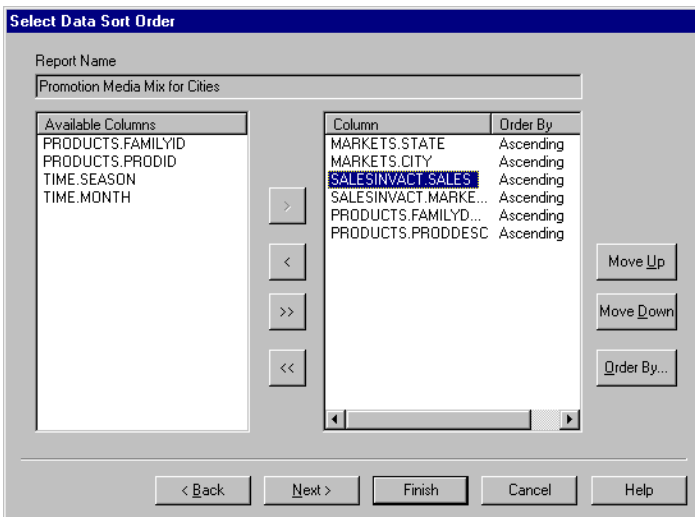 Select Data Sort Order
Report Name
Promotion Media Mix for Cities
Available Columns
PRODUCTS.FAMILYID
PRODUCTS.PRODID
TIME.SEASON
TIME.MONTH
>
<
>>
<<
Column Order By
MARKETS.STATE Ascending
MARKETS.CITY Ascending
SALESINVACT.SALES Ascending
SALESINVACT.MARKE... Ascending
PRODUCTS.FAMILYD... Ascending
PRODUCTS.PRODDESC Ascending
Move Up
Move Down
Order By...
< Back
Next >
Finish
Cancel
Help